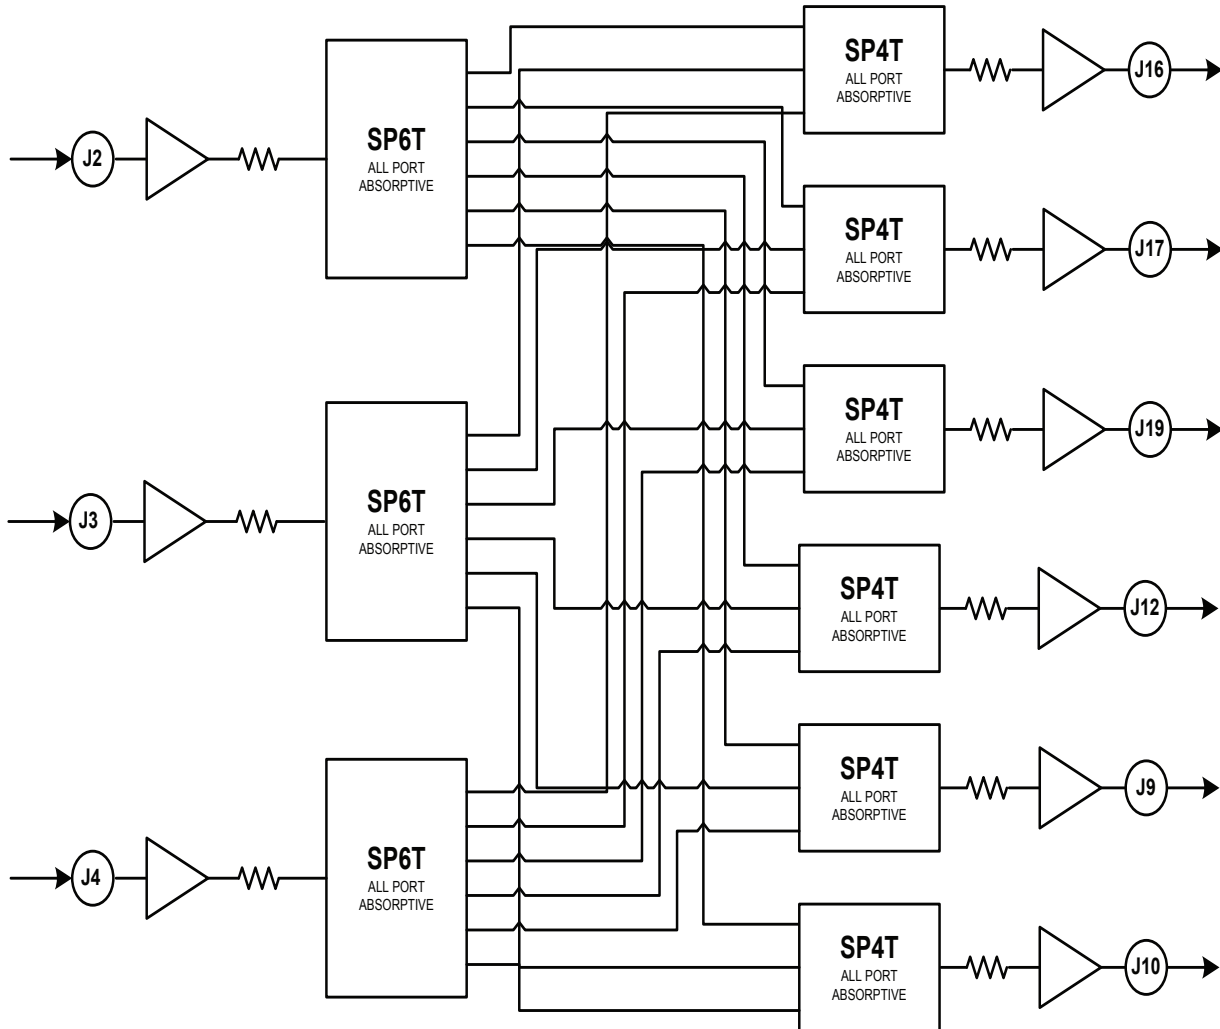 SP4T
ALL PORT
ABSORPTIVE
J16
SP6T
ALL PORT
ABSORPTIVE
J2
SP4T
ALL PORT
ABSORPTIVE
J17
SP4T
ALL PORT
ABSORPTIVE
J19
SP6T
ALL PORT
ABSORPTIVE
J3
SP4T
ALL PORT
ABSORPTIVE
J12
SP4T
ALL PORT
ABSORPTIVE
J9
SP6T
ALL PORT
ABSORPTIVE
J4
SP4T
ALL PORT
ABSORPTIVE
J10